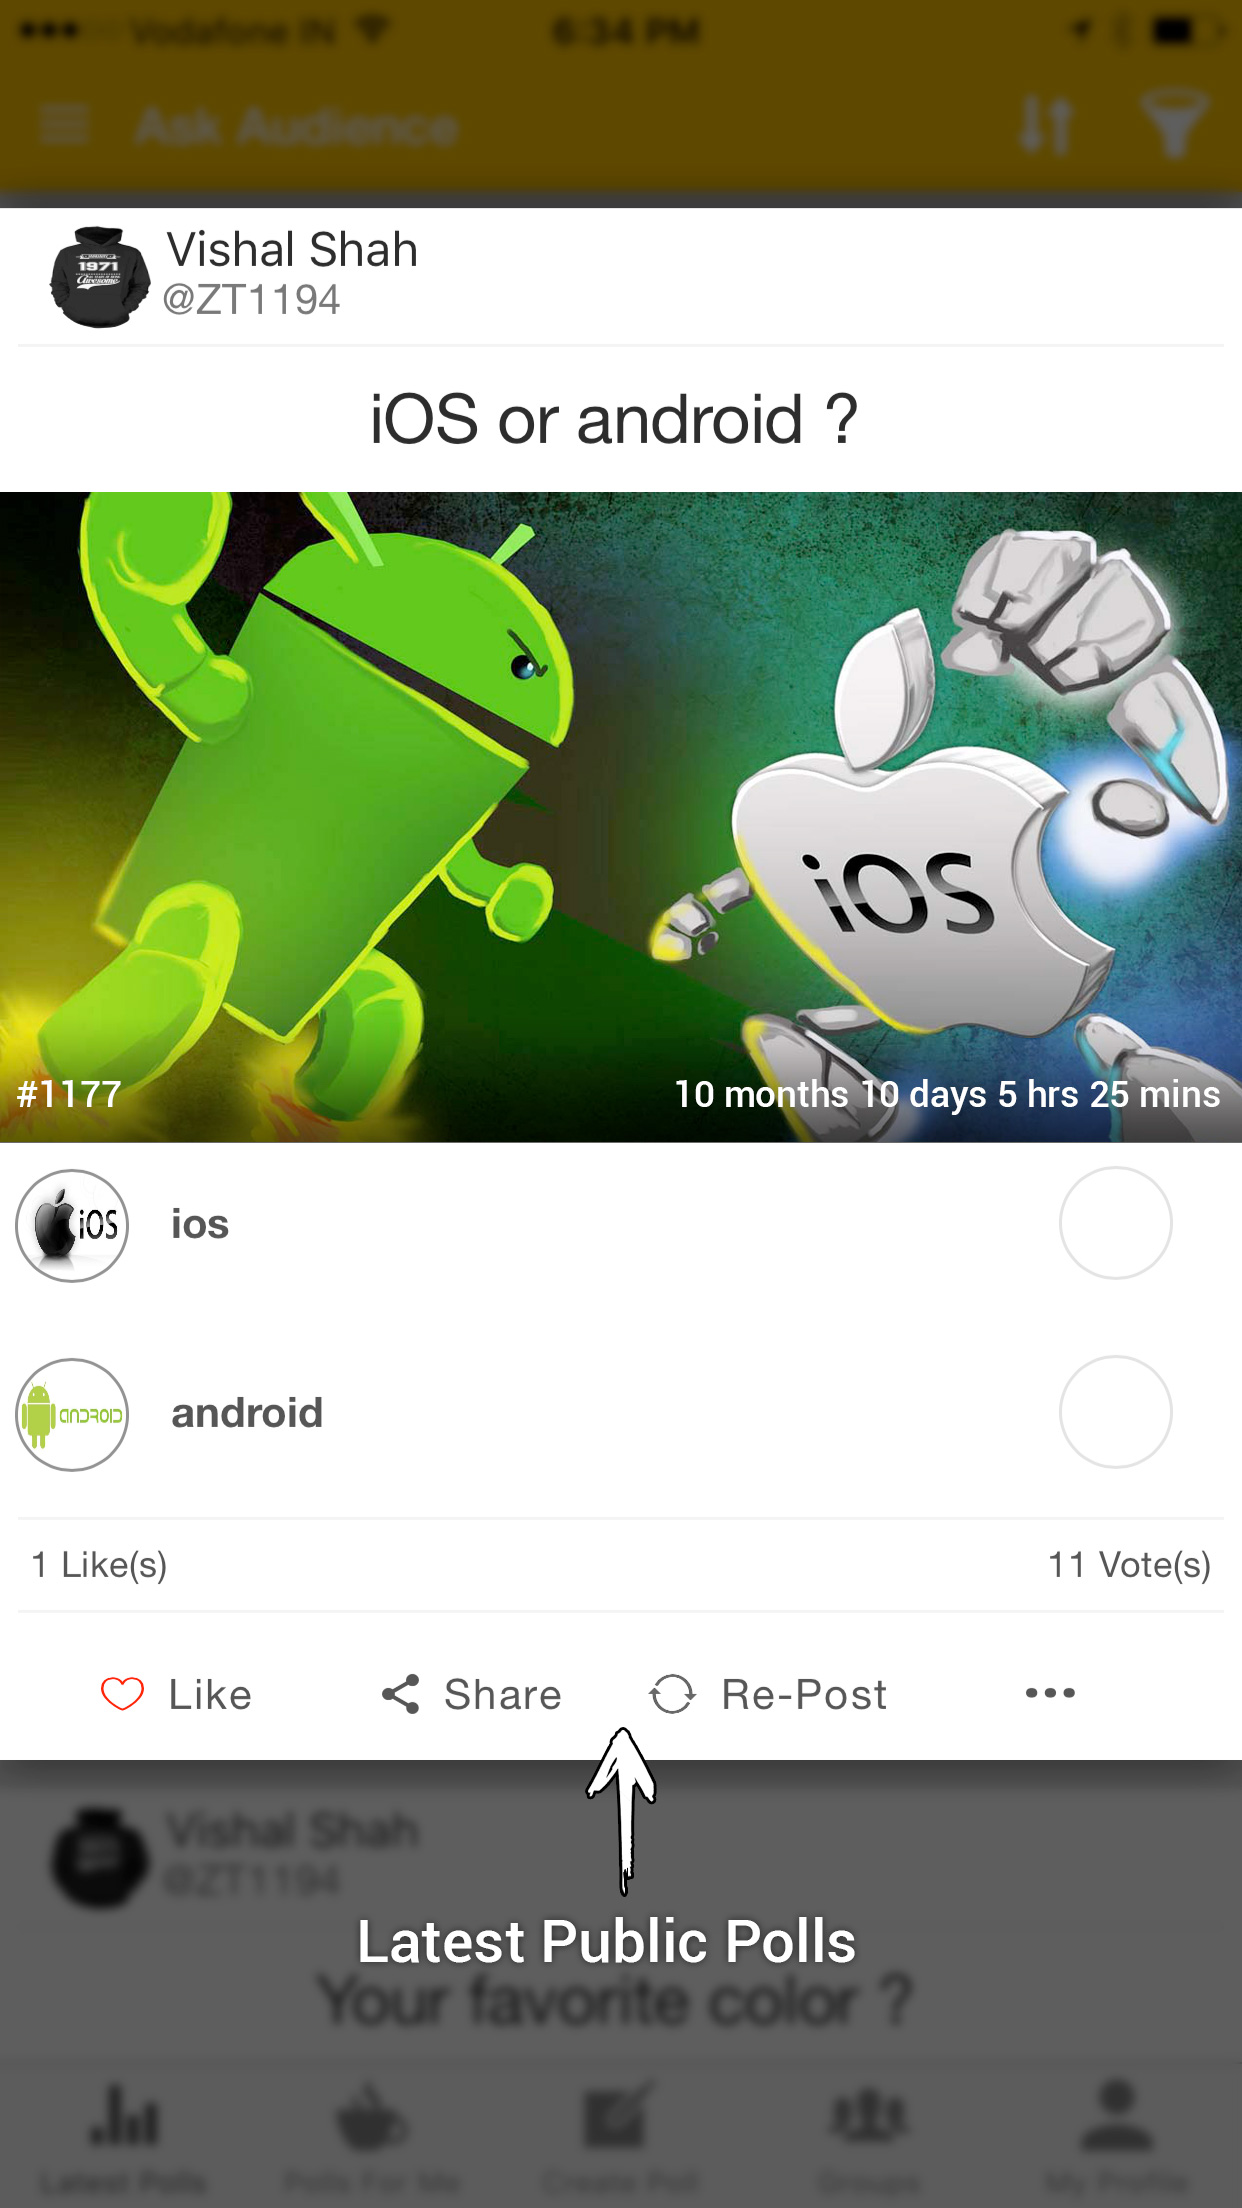 Vodafone IN
6:34 PM
Ask Audience
1971
Awesome
Vishal Shah
@ZT1194
iOS or android ?
iOS
#1177
10 months 10 days 5 hrs 25 mins
iOS
ios
ANDROID
android
1 Like(s)
11 Vote(s)
Like
Share
Re-Post
Vishal Shah
@ZT1194
Latest Public Polls
Your favorite color ?
Latest Polls
Polls For Me
Create Poll
Groups
My Profile